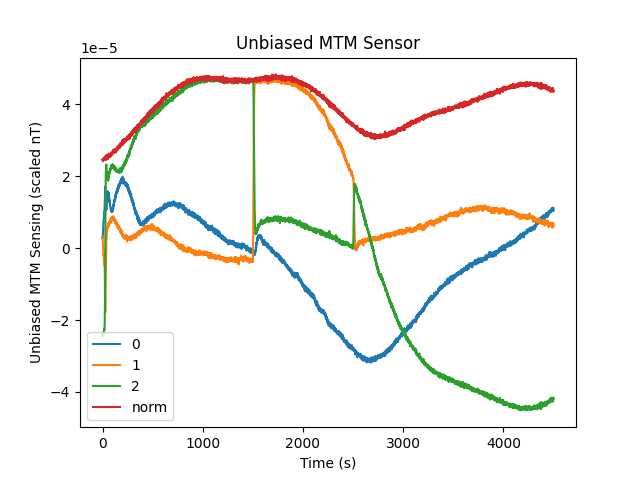 Unbiased MTM Sensor
1e−5
Unbiased MTM Sensing (scaled nT)
4
2
0
−2
−4
0
1
2
norm
0 1000 2000 3000 4000
Time (s)